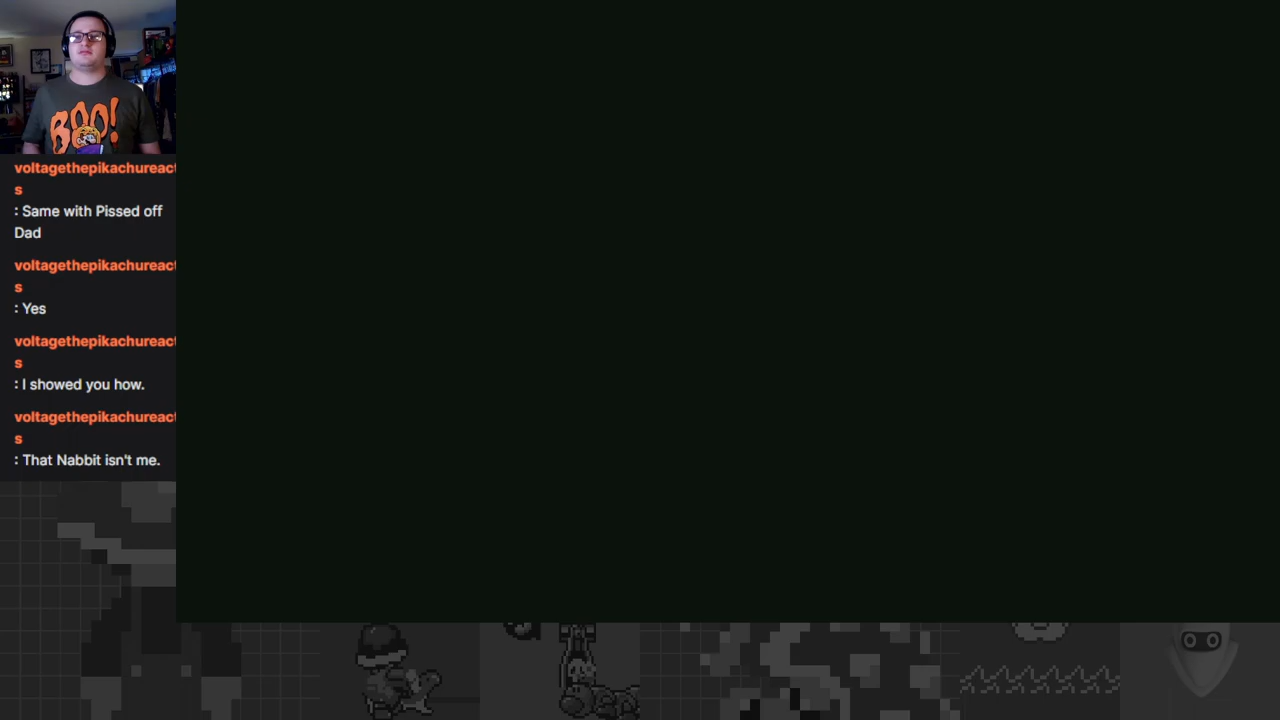 BOO!
voltagethepikachureact
s
: Same with Pissed off
Dad
voltagethepikachureact
s
: Yes
voltagethepikachureact
s
: I showed you how.
voltagethepikachureact
s
: That Nabbit isn't me.